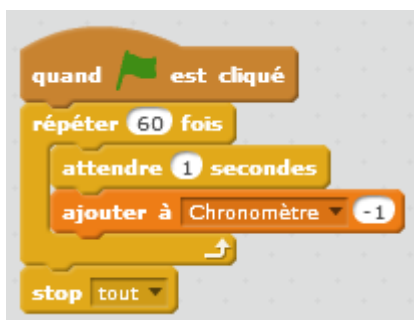 quand est cliqué
répéter 60 fois
attendre 1 secondes
ajouter à Chronomètre -1
stop tout